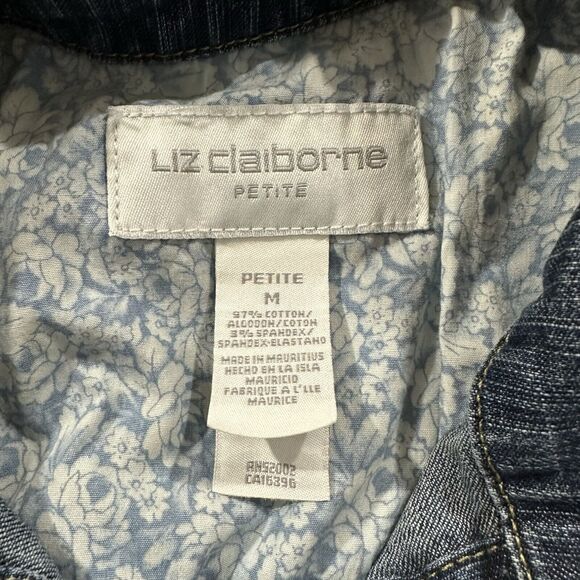 LIZ claiborne
PETITE
PETITE
M
97% COTTON/
ALGODON/COTON
3% SPANDEX/
SPANDEX-ELASTANO
MADE IN MAURITIUS
HECHO EN LA ISLA
MAURICIO
FABRIQUE A L'LLE
MAURICE
RN52002
CA16396